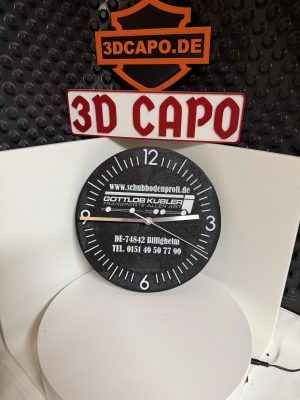 3DCAPO.DE
3D CAPO
12
www.schubbodenprofi.de
GOTTLOB KUBLER
TRANSPORTE ALLER ART
9
3
DE-74842 Billigheim
TEL. 0151 40 50 77 90
6